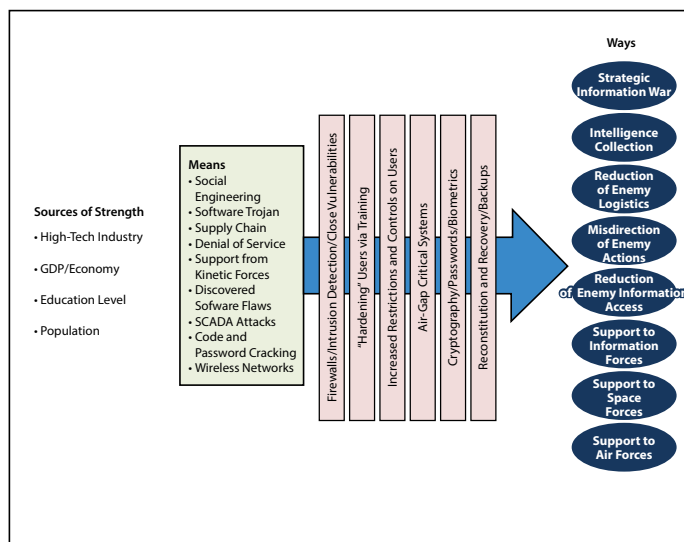 Sources of Strength
• High-Tech Industry
• GDP/Economy
• Education Level
• Population
Means
• Social
Engineering
• Software Trojan
• Supply Chain
• Denial of Service
• Support from
Kinetic Forces
• Discovered
Sofware Flaws
• SCADA Attacks
• Code and
Password Cracking
• Wireless Networks
Firewalls/Intrusion Detection/Close Vulnerabilities
"Hardening" Users via Training
Increased Restrictions and Controls on Users
Air-Gap Critical Systems
Cryptography/Passwords/Biometrics
Reconstitution and Recovery/Backups
Ways
Strategic
Information War
Intelligence
Collection
Reduction
of Enemy
Logistics
Misdirection
of Enemy
Actions
Reduction
of Enemy Information
Access
Support to
Information
Forces
Support to
Space
Forces
Support to
Air Forces